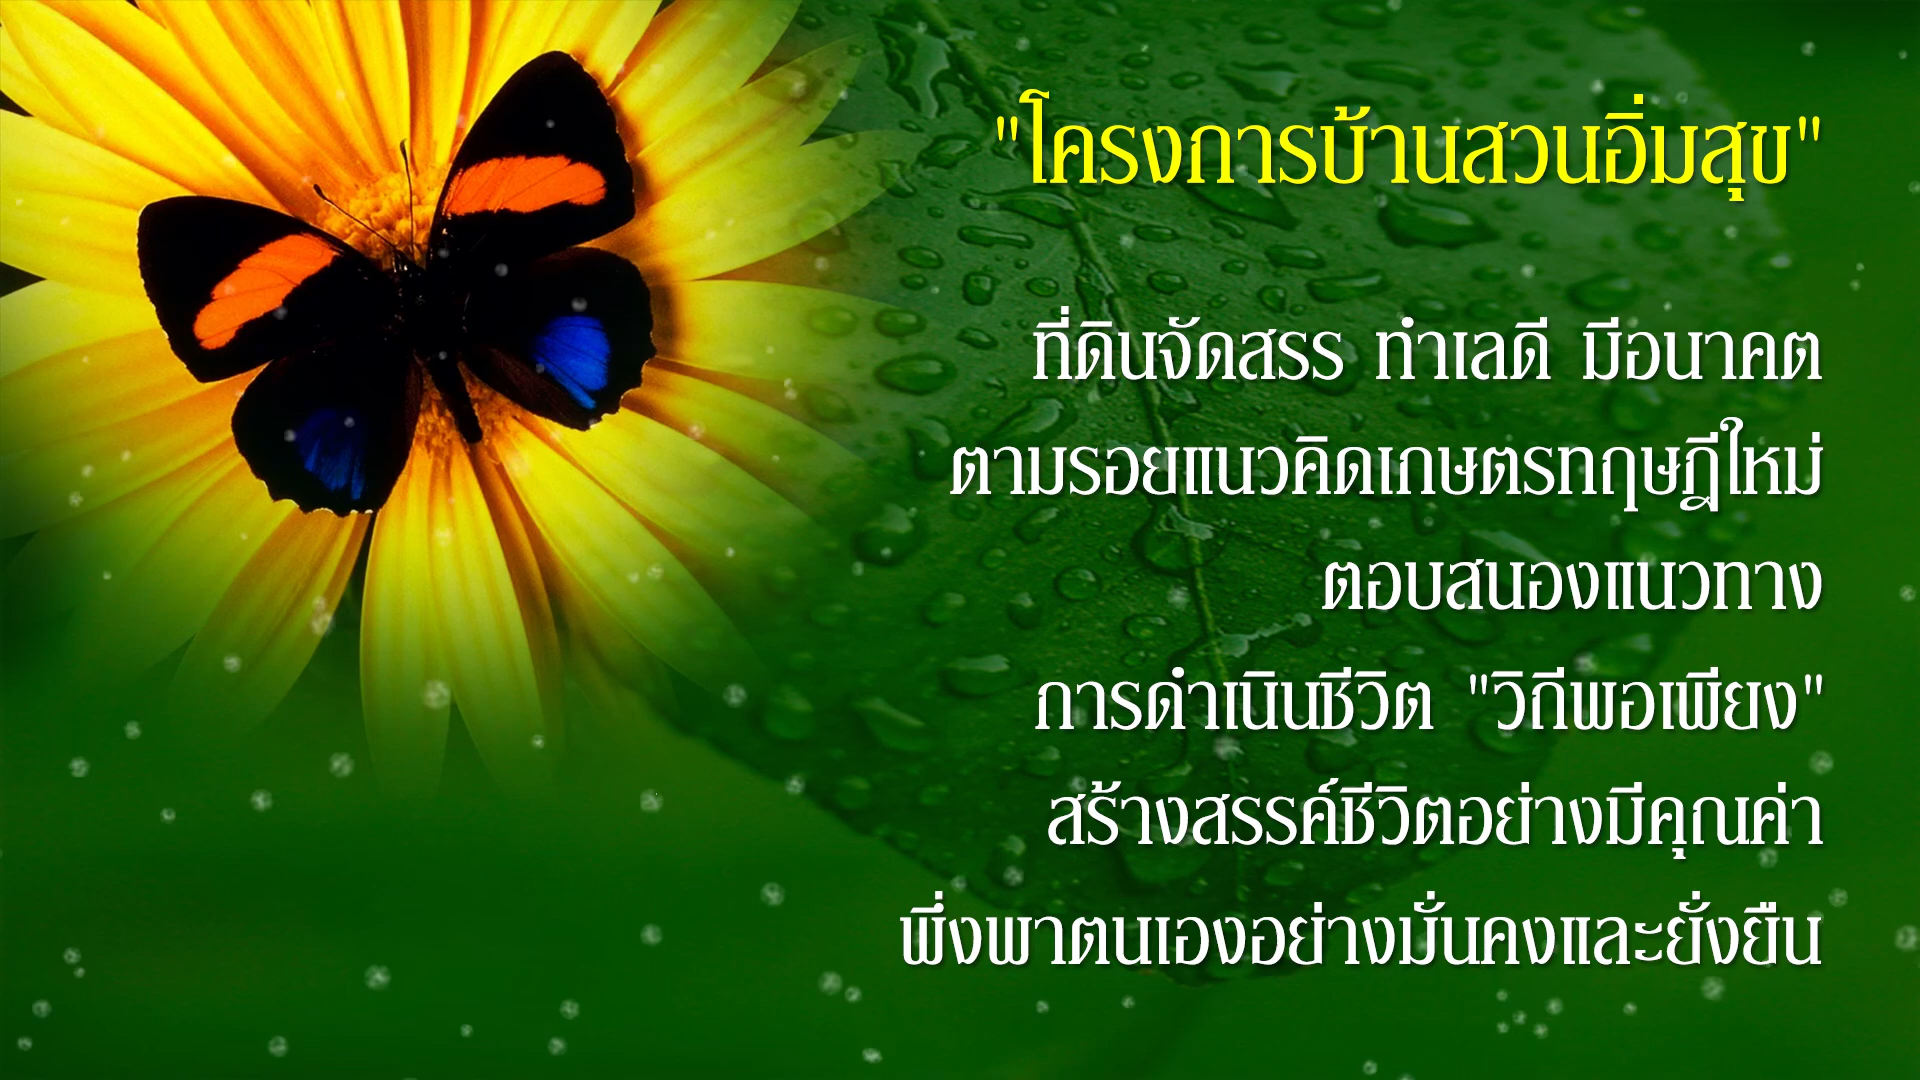 "โครงการบ้านสวนอิ่มสุข"
ที่ดินจัดสรร ทำเลดี มีอนาคต
ตามรอยแนวคิดเกษตรทฤษฎีใหม่
ตอบสนองแนวทาง
การดำเนินชีวิต "วิถีพอเพียง"
สร้างสรรค์ชีวิตอย่างมีคุณค่า
พึ่งพาตนเองอย่างมั่นคงและยั่งยืน